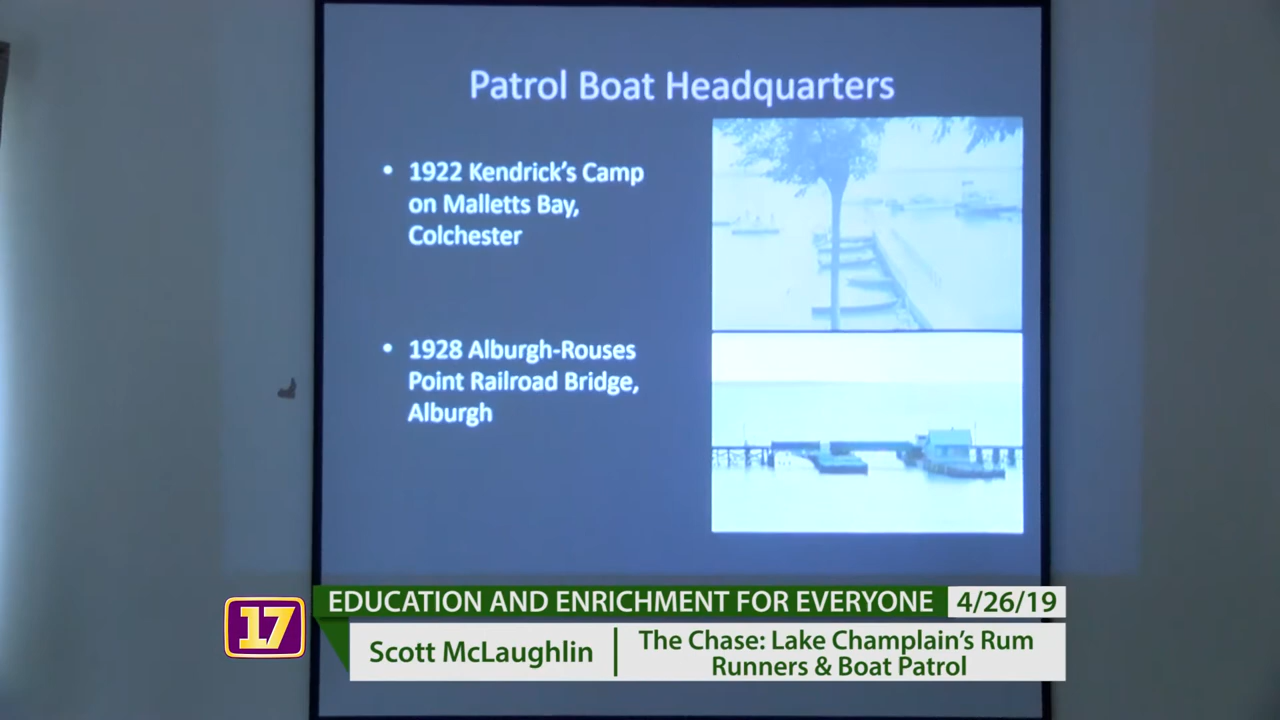 Patrol Boat Headquarters
• 1922 Kendrick's Camp
on Malletts Bay,
Colchester
• 1928 Alburgh-Rouses
Point Railroad Bridge,
Alburgh
17
EDUCATION AND ENRICHMENT FOR EVERYONE 4/26/19
Scott McLaughlin
The Chase: Lake Champlain's Rum
Runners & Boat Patrol